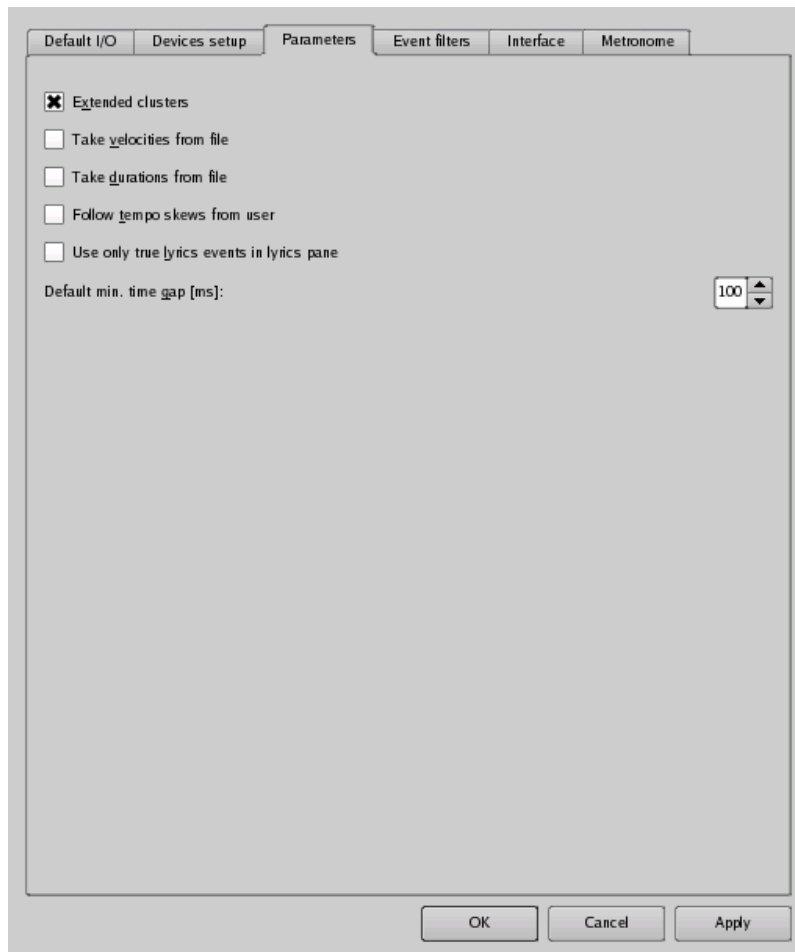 Default I/O Devices setup Parameters Event filters Interface Metronome
Extended clusters
Take velocities from file
Take durations from file
Follow tempo skews from user
Use only true lyrics events in lyrics pane
Default min. time gap [ms]: 100
OK Cancel Apply